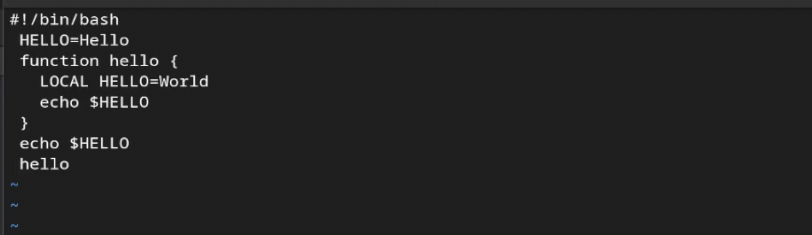 #!/bin/bash
HELLO=Hello
function hello {
LOCAL HELLO=World
echo $HELLO
}
echo $HELLO
hello
~
~
~